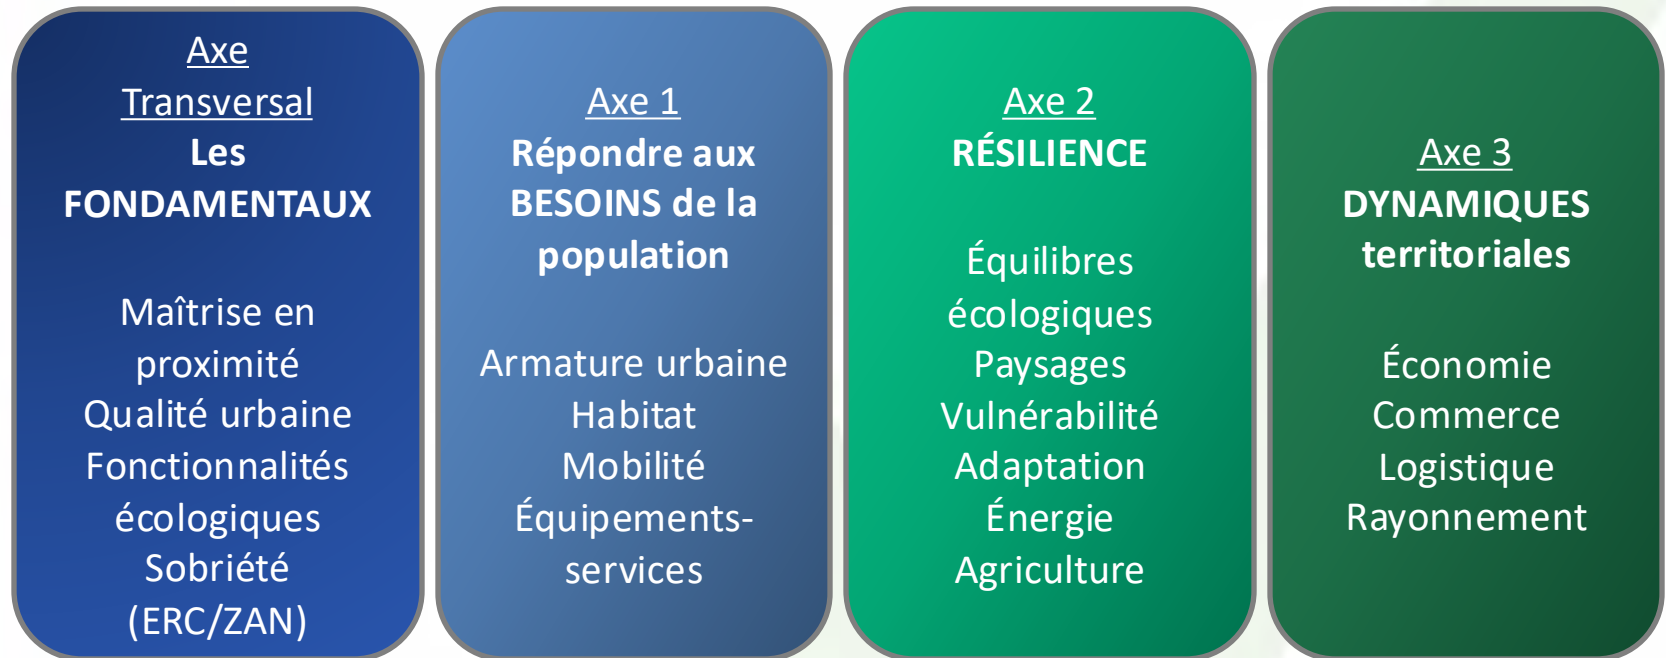 Axe
Transversal
Les
FONDAMENTAUX
Maîtrise en
proximité
Qualité urbaine
Fonctionnalités
écologiques
Sobriété
(ERC/ZAN)
Axe 1
Répondre aux
BESOINS de la
population
Armature urbaine
Habitat
Mobilité
Équipements-
services
Axe 2
RÉSILIENCE
Équilibres
écologiques
Paysages
Vulnérabilité
Adaptation
Énergie
Agriculture
Axe 3
DYNAMIQUES
territoriales
Économie
Commerce
Logistique
Rayonnement